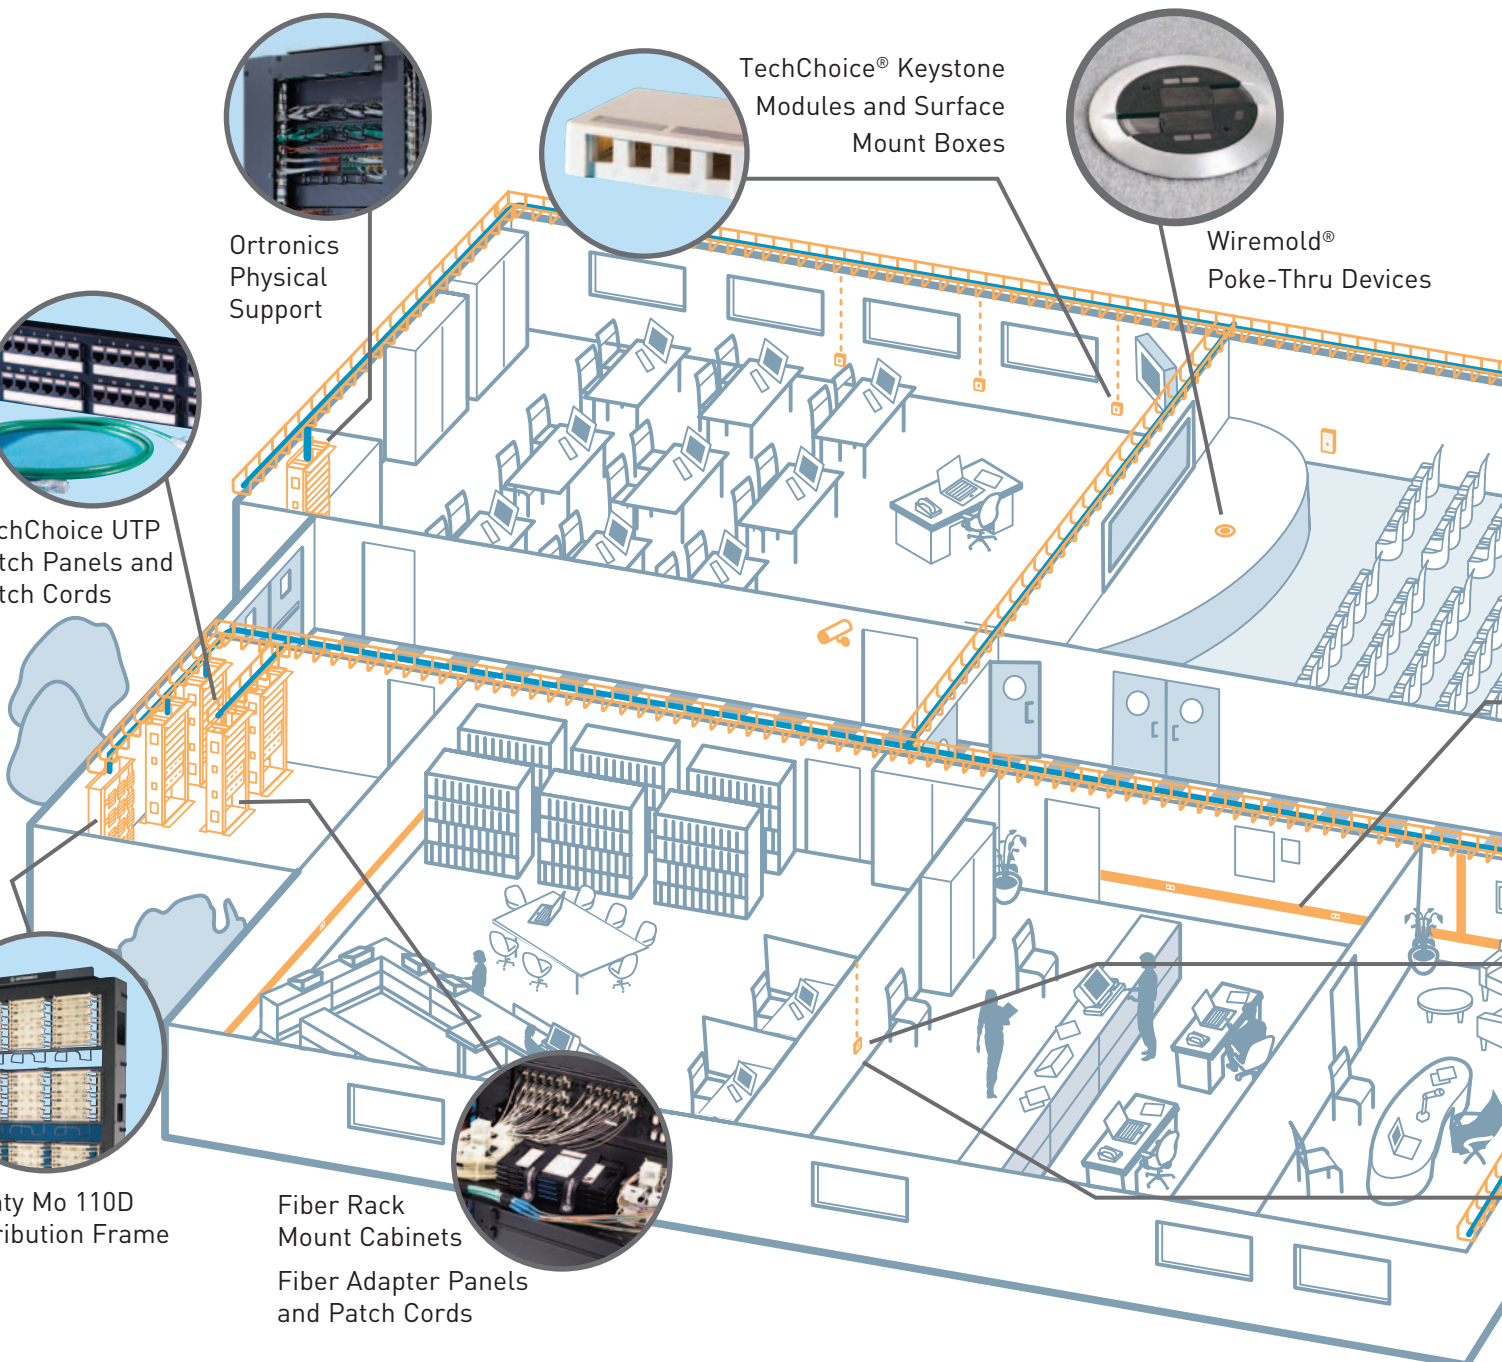 TechChoice® Keystone
Modules and Surface
Mount Boxes
Wiremold®
Poke-Thru Devices
Ortronics
Physical
Support
chChoice UTP
tch Panels and
tch Cords
ty Mo 110D
ribution Frame
Fiber Rack
Mount Cabinets
Fiber Adapter Panels
and Patch Cords